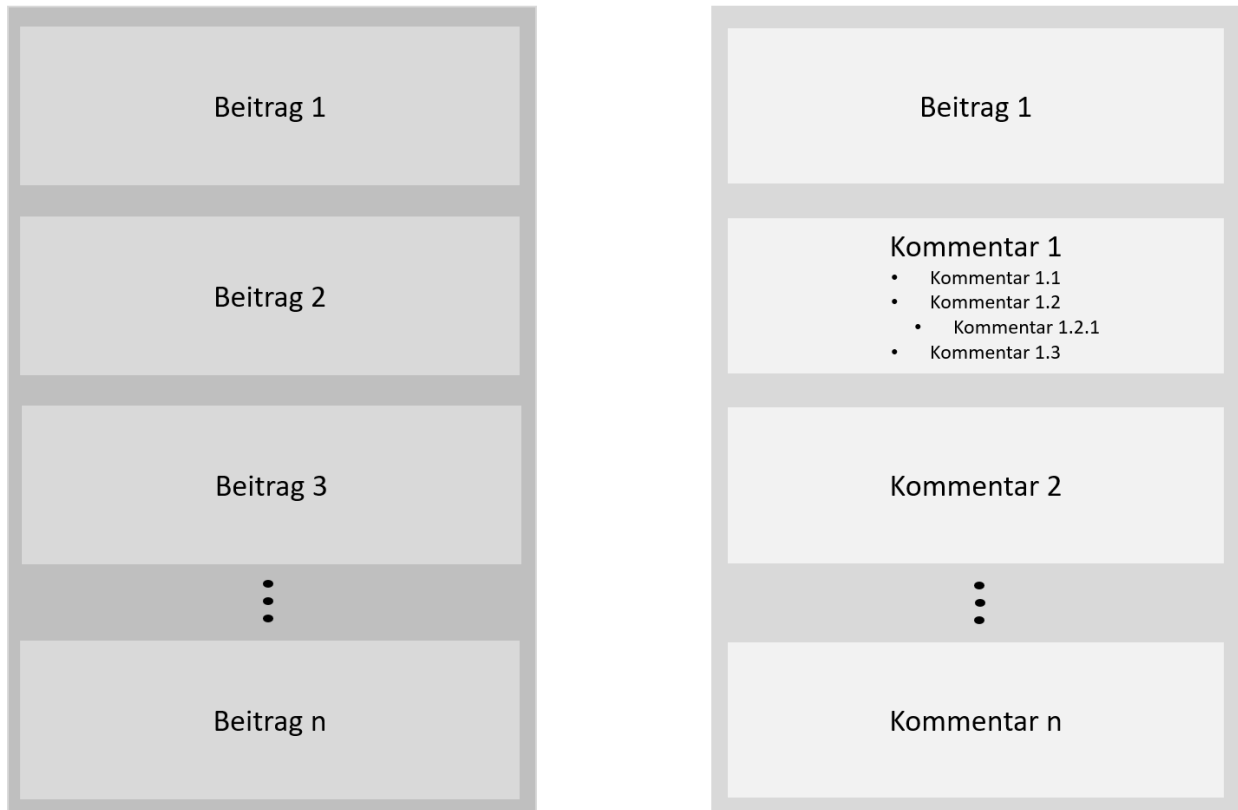 Beitrag 1
Beitrag 2
Beitrag 3
Beitrag n
Beitrag 1
Kommentar 1
• Kommentar 1.1
• Kommentar 1.2
• Kommentar 1.2.1
• Kommentar 1.3
Kommentar 2
Kommentar n